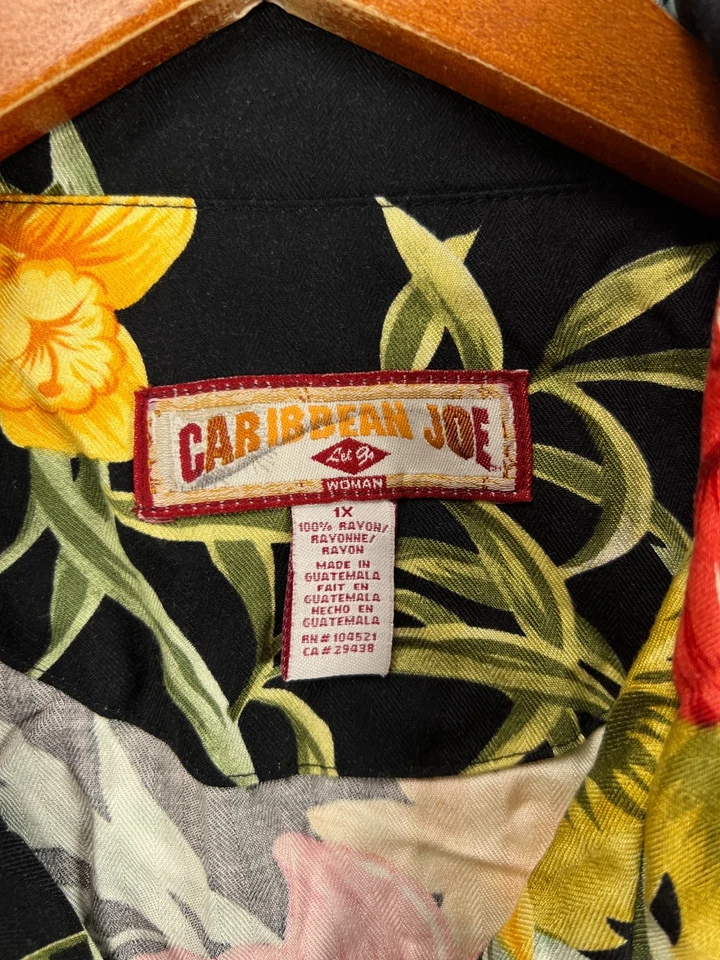 CARIBBEAN JOE
Let Go
WOMAN
1X
100% RAYON/
RAYONNE/
RAYON
MADE IN
GUATEMALA
FAIT EN
GUATEMALA
HECHO EN
GUATEMALA
RN# 104521
CA# 29438